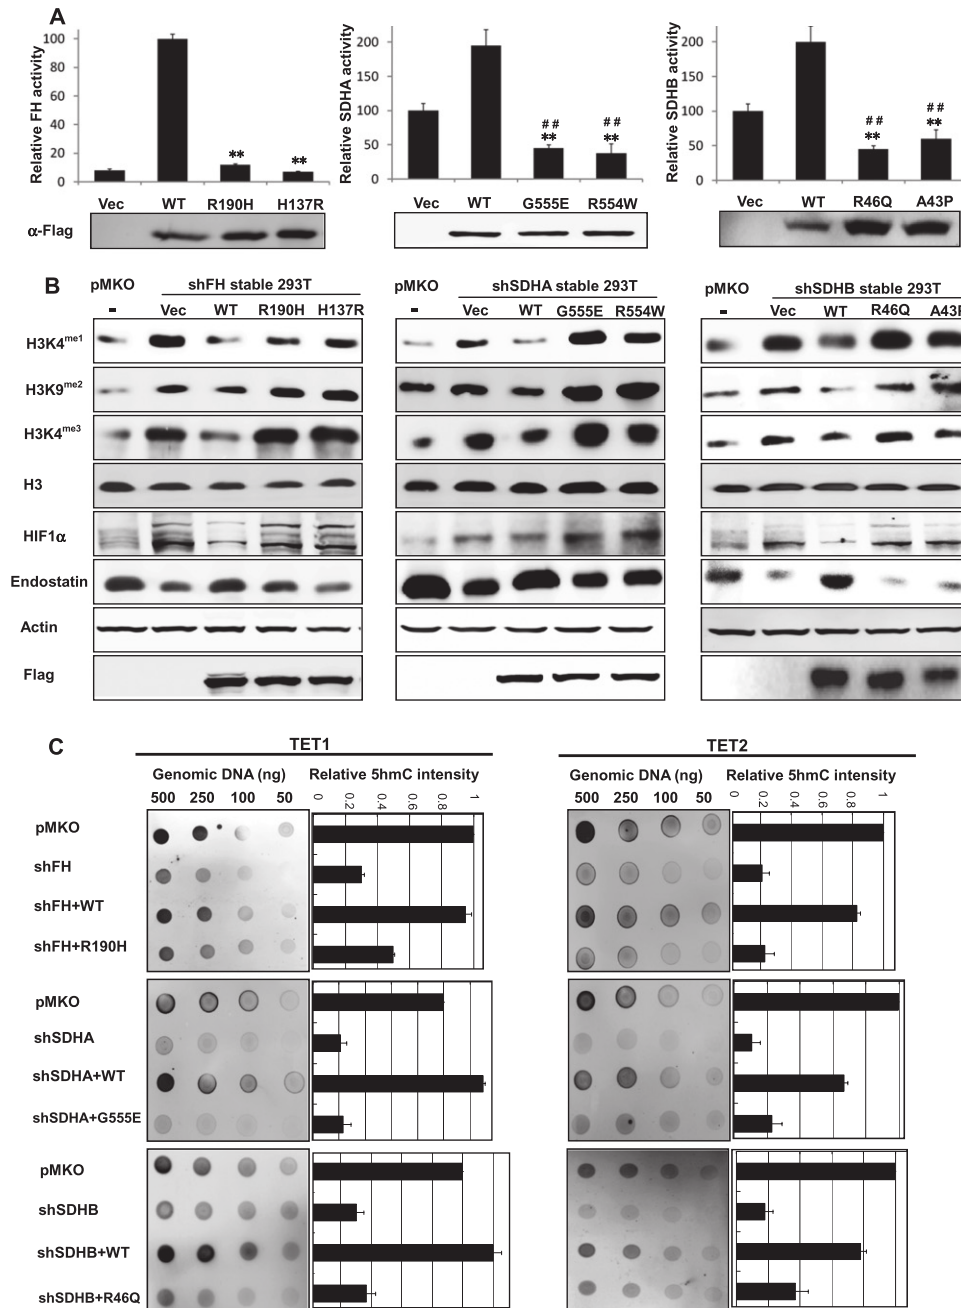 A
Relative FH activity
100
80
60
40
20
0
**
**
Vec WT R190H H137R
Relative SDHA activity
200
150
100
50
0
##
**
##
**
Vec WT G555E R554W
Relative SDHB activity
200
150
100
50
0
##
**
##
**
Vec WT R46Q A43P
α-Flag
B
pMKO shFH stable 293T
- Vec WT R190H H137R
pMKO shSDHA stable 293T
- Vec WT G555E R554W
pMKO shSDHB stable 293T
- Vec WT R46Q A43P
H3K4me1
H3K9me2
H3K4me3
H3
HIF1α
Endostatin
Actin
Flag
C
TET1
Genomic DNA (ng) Relative 5hmC intensity
500 250 100 50
0 0.2 0.4 0.6 0.8 1
TET2
Genomic DNA (ng) Relative 5hmC intensity
500 250 100 50
0 0.2 0.4 0.6 0.8 1
pMKO
shFH
shFH+WT
shFH+R190H
pMKO
shSDHA
shSDHA+WT
shSDHA+G555E
pMKO
shSDHB
shSDHB+WT
shSDHB+R46Q